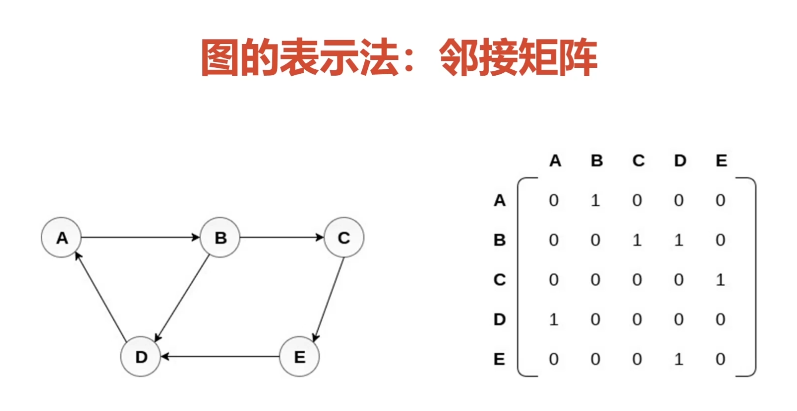 图的表示法：邻接矩阵
A B C
D E
A B C D E
A 0 1 0 0 0
B 0 0 1 1 0
C 0 0 0 0 1
D 1 0 0 0 0
E 0 0 0 1 0